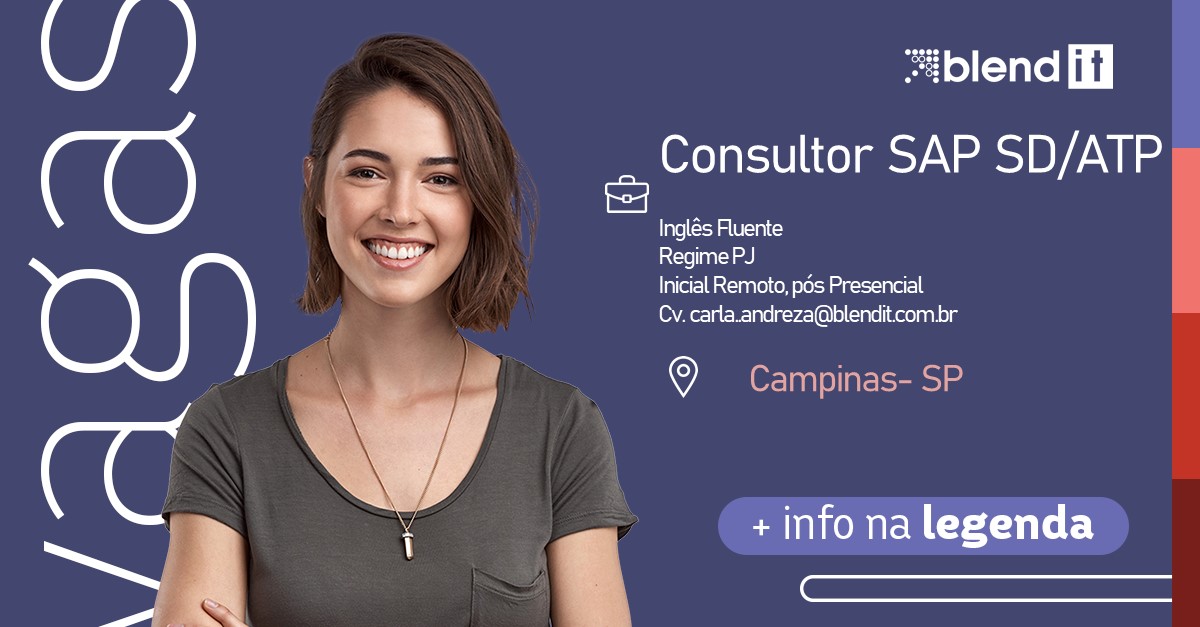 vagas
blend it
Consultor SAP SD/ATP
Inglês Fluente
Regime PJ
Inicial Remoto, pós Presencial
Cv. carla..andreza@blendit.com.br
Campinas- SP
+ info na legenda